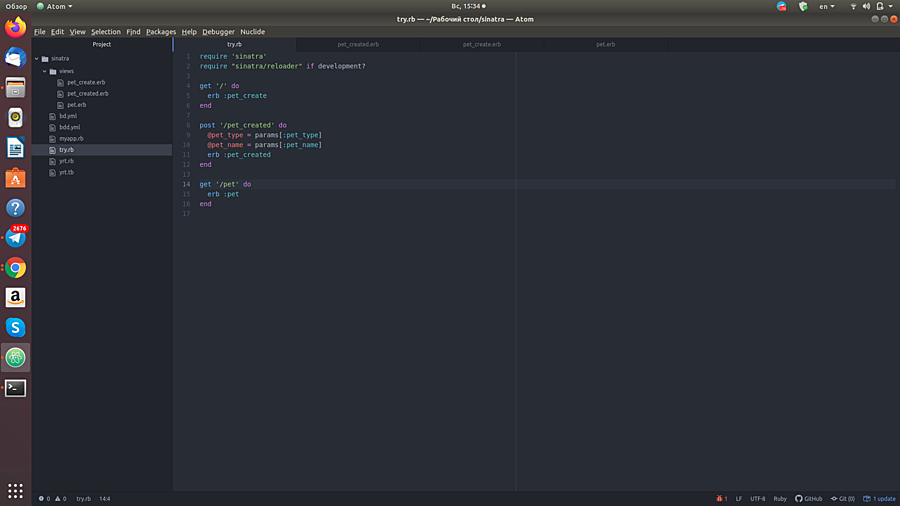 Обзор
Atom
Вс, 15:34
en
try.rb — ~/Рабочий стол/sinatra — Atom
File Edit View Selection Find Packages Help Debugger Nuclide
Project
sinatra
views
pet_create.erb
pet_created.erb
pet.erb
bd.yml
bdd.yml
myapp.rb
try.rb
yrt.rb
yrt.tb
try.rb pet_created.erb pet_create.erb pet.erb
1 require 'sinatra'
2 require "sinatra/reloader" if development?
3
4 get '/' do
5 erb :pet_create
6 end
7
8 post '/pet_created' do
9 @pet_type = params[:pet_type]
10 @pet_name = params[:pet_name]
11 erb :pet_created
12 end
13
14 get '/pet' do
15 erb :pet
16 end
17
2676
a
S
>_
0 0 try.rb 14:4
1 LF UTF-8 Ruby GitHub Git (0) 1 update